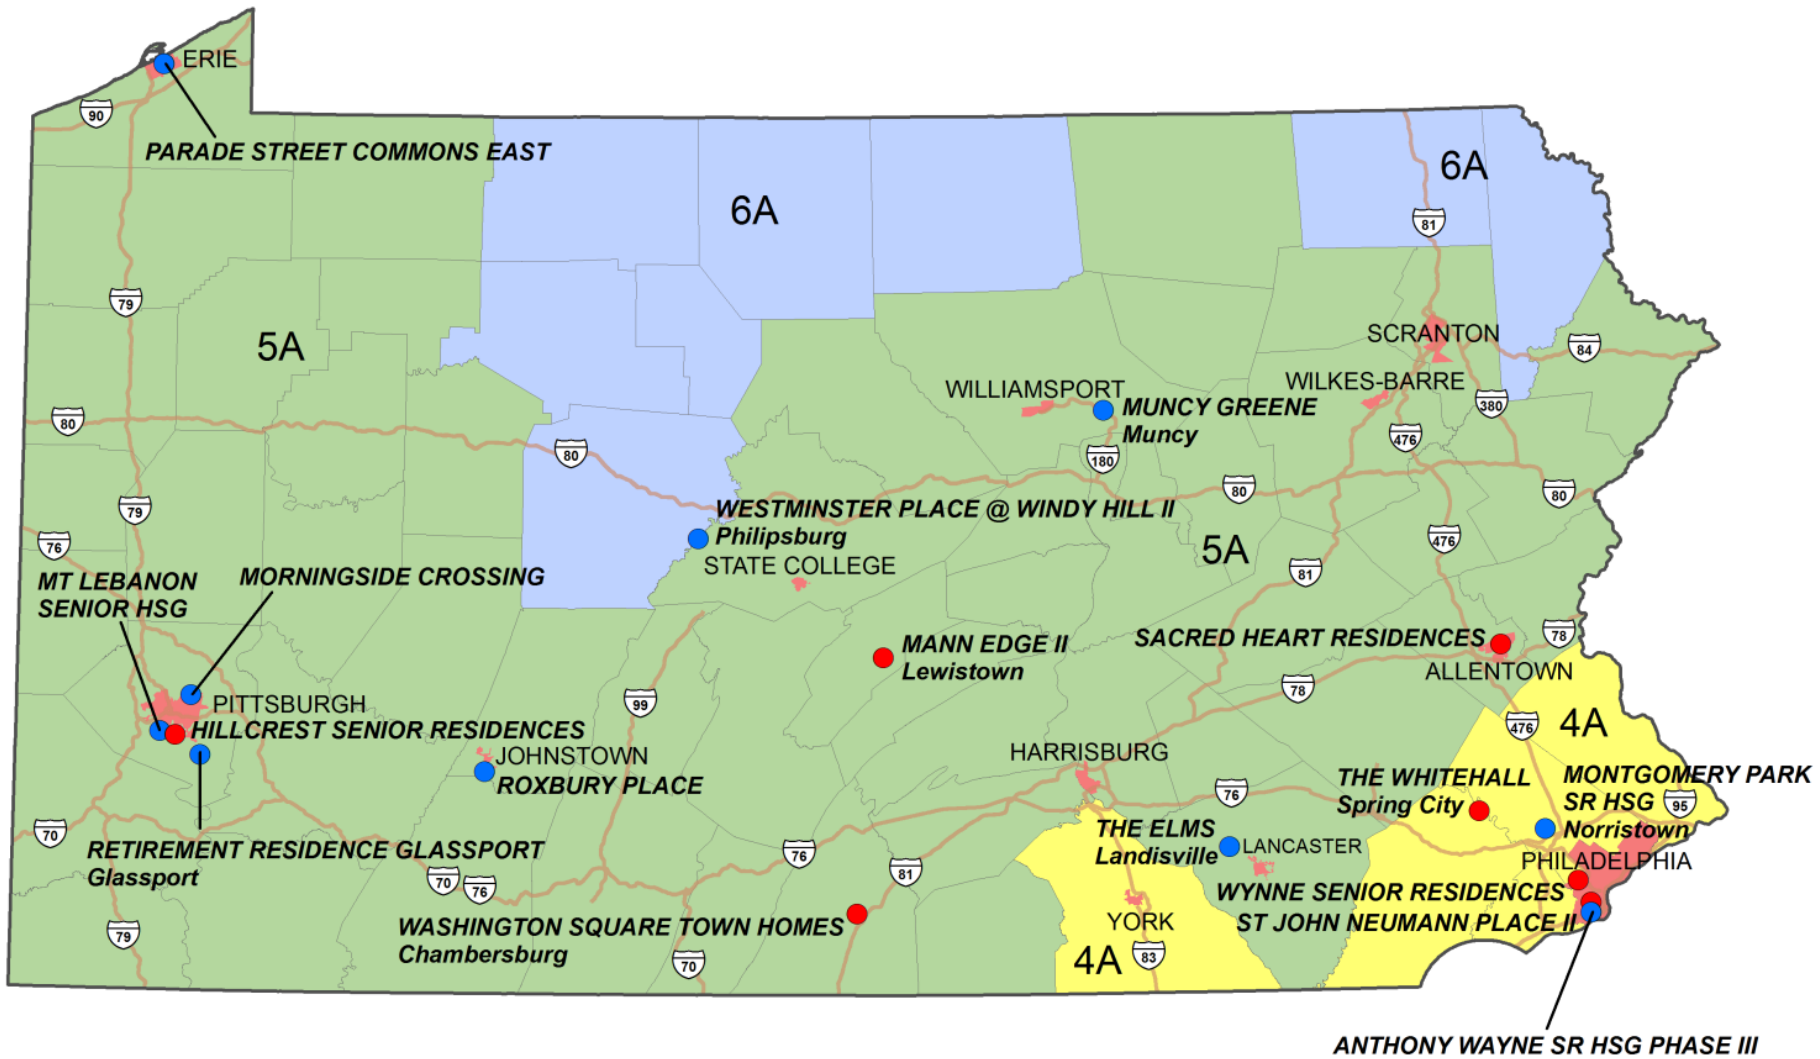 ERIE
90
PARADE STREET COMMONS EAST
6A
6A
81
79
5A
SCRANTON
84
WILLIAMSPORT
WILKES-BARRE
380
MUNCY GREENE
Muncy
80
80
476
180
80
80
79
WESTMINSTER PLACE @ WINDY HILL II
Philipsburg
76
STATE COLLEGE
5A
476
81
MT LEBANON
SENIOR HSG
MORNINGSIDE CROSSING
MANN EDGE II
Lewistown
SACRED HEART RESIDENCES
78
ALLENTOWN
78
PITTSBURGH
99
HILLCREST SENIOR RESIDENCES
476
4A
JOHNSTOWN
ROXBURY PLACE
HARRISBURG
76
THE WHITEHALL
Spring City
MONTGOMERY PARK
SR HSG
Norristown
95
70
THE ELMS
Landisville
LANCASTER
RETIREMENT RESIDENCE GLASSPORT
Glassport
70
76
76
81
PHILADELPHIA
WYNNE SENIOR RESIDENCES
ST JOHN NEUMANN PLACE II
WASHINGTON SQUARE TOWN HOMES
Chambersburg
YORK
79
70
4A
83
ANTHONY WAYNE SR HSG PHASE III